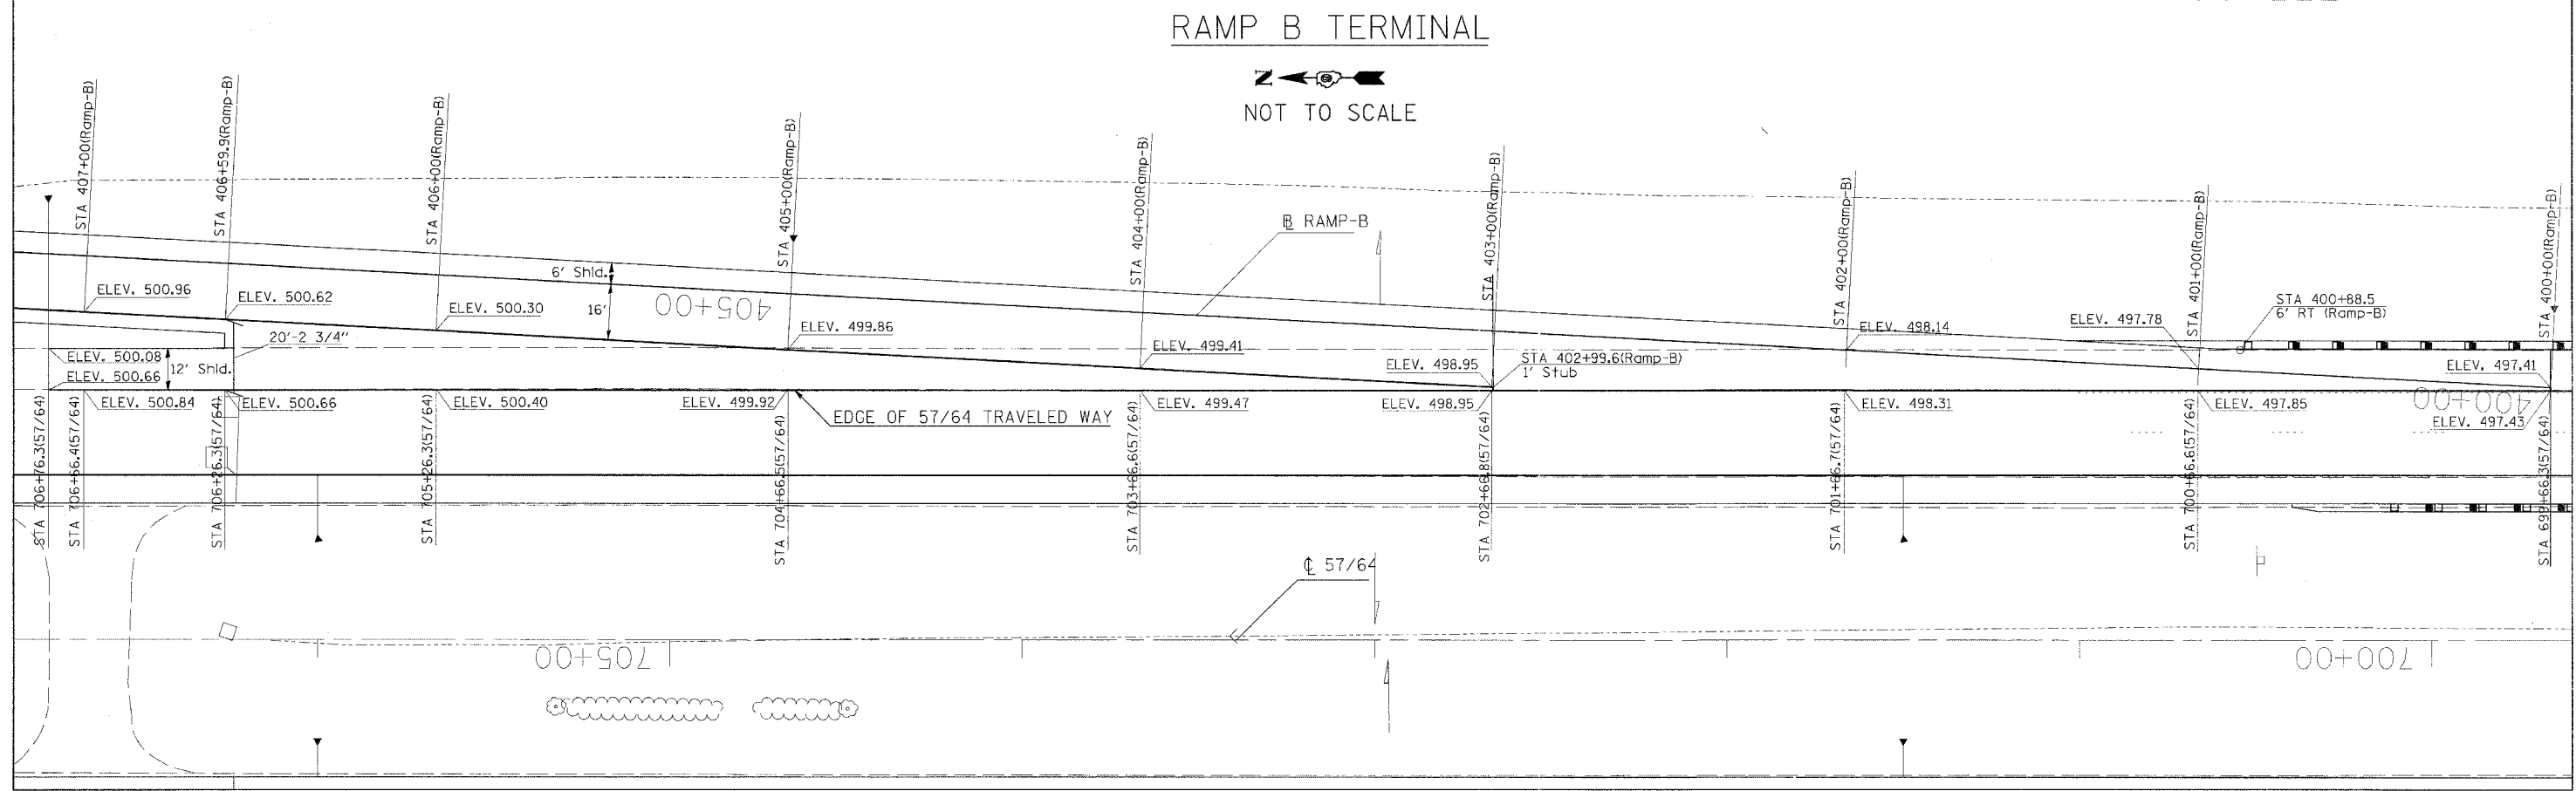 RAMP B TERMINAL
N
NOT TO SCALE
STA 407+00(Ramp-B)
STA 406+59.9(Ramp-B)
STA 406+00(Ramp-B)
STA 405+00(Ramp-B)
STA 404+00(Ramp-B)
STA 403+00(Ramp-B)
STA 402+00(Ramp-B)
STA 401+00(Ramp-B)
STA 400+00(Ramp-B)
B RAMP-B
6' Shld.
16'
405+00
ELEV. 500.96
ELEV. 500.62
ELEV. 500.30
ELEV. 499.86
ELEV. 499.41
ELEV. 498.95
ELEV. 498.14
ELEV. 497.78
ELEV. 497.41
STA 400+88.5
6' RT (Ramp-B)
STA 402+99.6(Ramp-B)
1' Stub
20'-2 3/4"
12' Shld.
ELEV. 500.08
ELEV. 500.66
ELEV. 500.84
ELEV. 500.66
ELEV. 500.40
ELEV. 499.92
ELEV. 499.47
ELEV. 498.95
ELEV. 498.31
ELEV. 497.85
400+00
ELEV. 497.43
EDGE OF 57/64 TRAVELED WAY
STA 706+76.3(57/64)
STA 706+66.4(57/64)
STA 706+26.3(57/64)
STA 705+26.3(57/64)
STA 704+66.5(57/64)
STA 703+66.6(57/64)
STA 702+66.8(57/64)
STA 701+66.7(57/64)
STA 700+66.6(57/64)
STA 699+66.3(57/64)
℄ 57/64
705+00
700+00